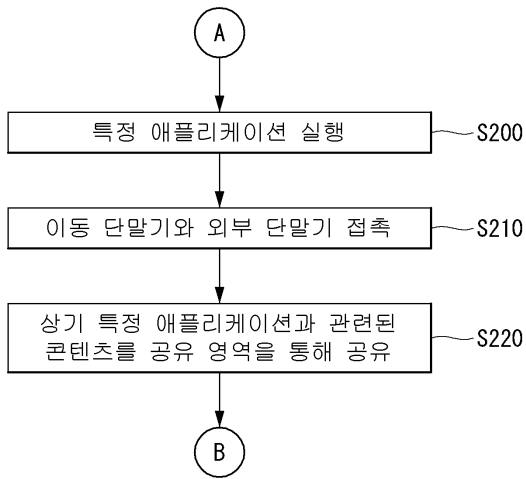 A
특정 애플리케이션 실행
S200
이동 단말기와 외부 단말기 접촉
S210
상기 특정 애플리케이션과 관련된
콘텐츠를 공유 영역을 통해 공유
S220
B